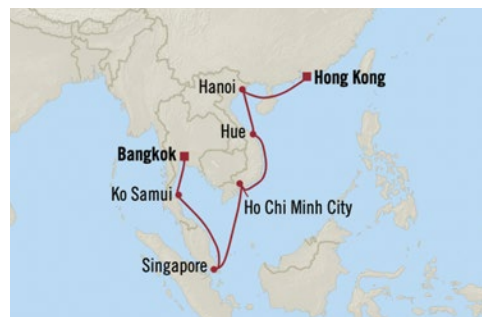 Hong Kong
Hanoi
Hue
Bangkok
Ko Samui
Ho Chi Minh City
Singapore